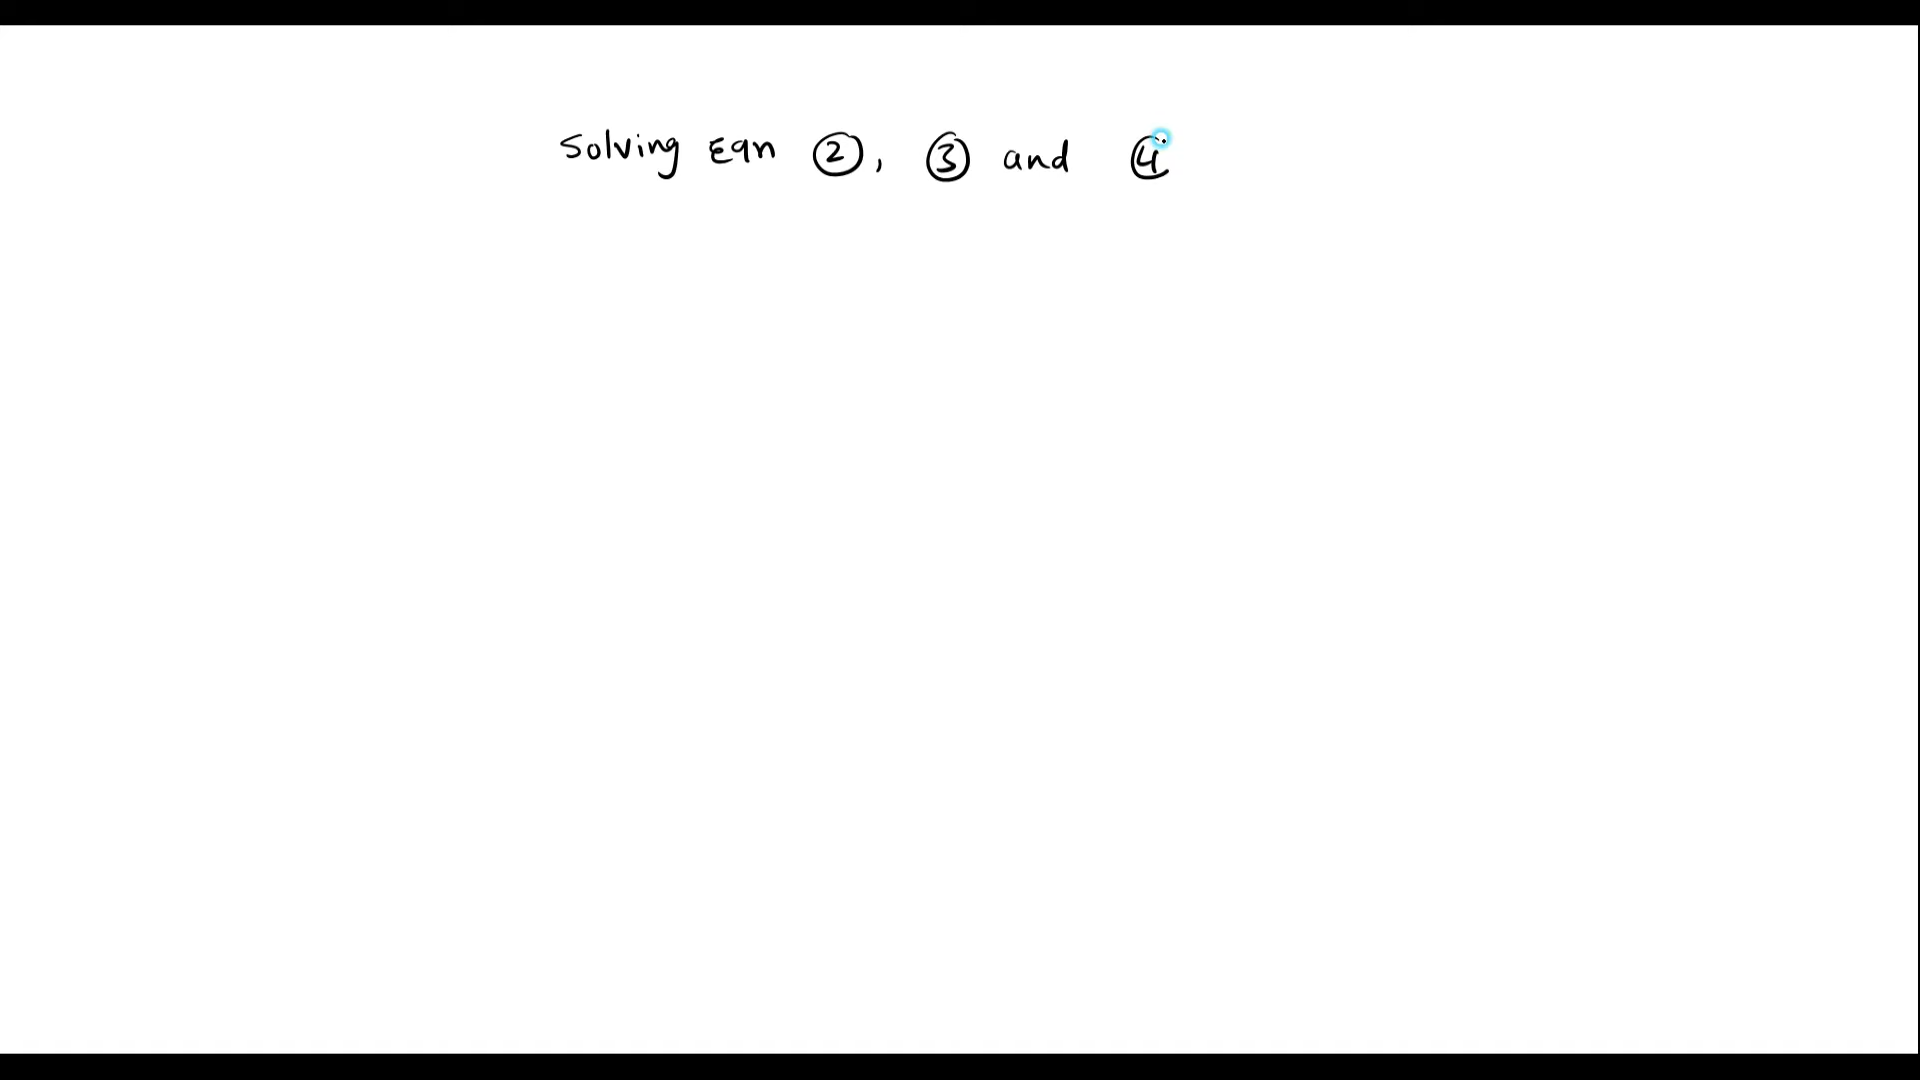 Solving Eqn ②, ③ and ④